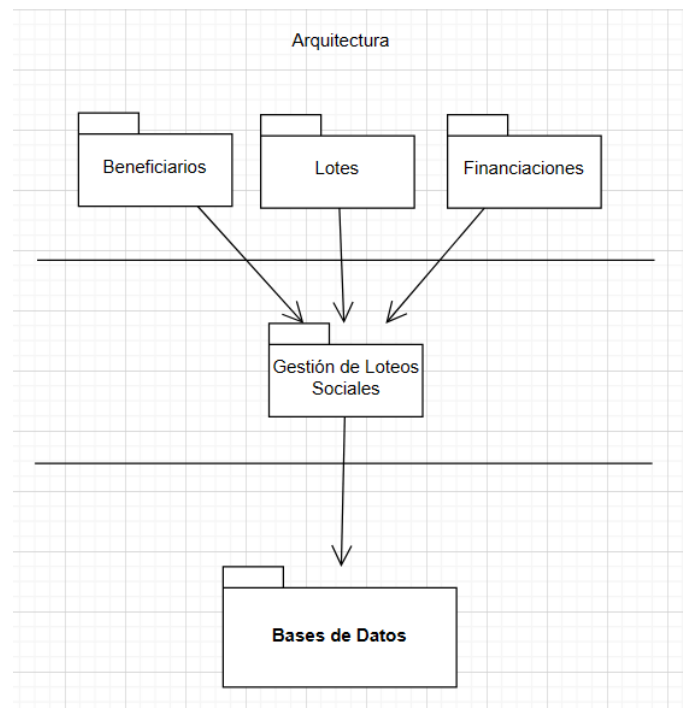 Arquitectura
Beneficiarios
Lotes
Financiaciones
Gestión de Loteos
Sociales
Bases de Datos